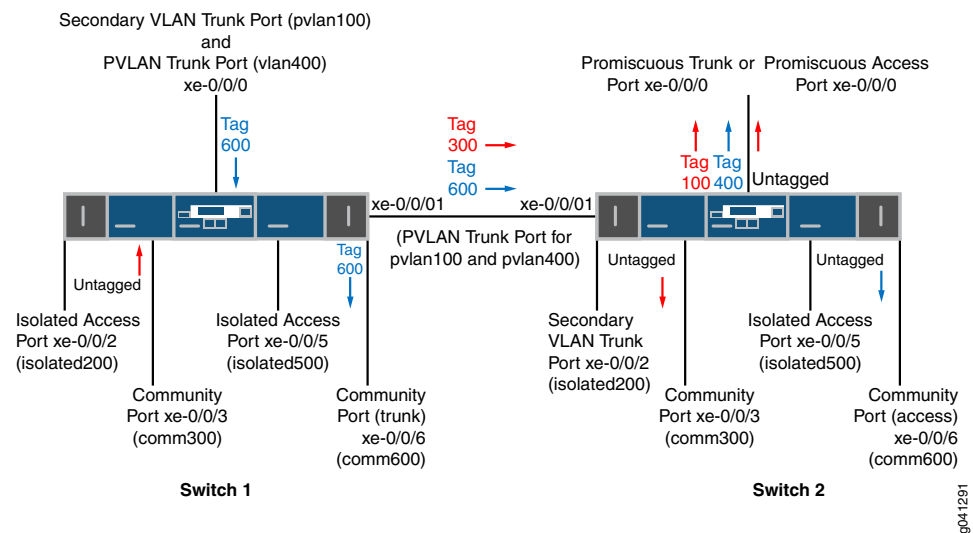 Secondary VLAN Trunk Port (pvlan100)
and
PVLAN Trunk Port (vlan400)
xe-0/0/0
Promiscuous Trunk or Promiscuous Access
Port xe-0/0/0
Port xe-0/0/0
Tag
600
Tag
300
Tag
600
Tag
100
Tag
400
Untagged
xe-0/0/01
xe-0/0/01
(PVLAN Trunk Port for
pvlan100 and pvlan400)
Untagged
Tag
600
Untagged
Untagged
Isolated Access
Port xe-0/0/2
(isolated200)
Isolated Access
Port xe-0/0/5
(isolated500)
Secondary
VLAN Trunk
Port xe-0/0/2
(isolated200)
Isolated Access
Port xe-0/0/5
(isolated500)
Community
Port xe-0/0/3
(comm300)
Community
Port (trunk)
xe-0/0/6
(comm600)
Community
Port xe-0/0/3
(comm300)
Community
Port (access)
xe-0/0/6
(comm600)
Switch 1
Switch 2
g041291